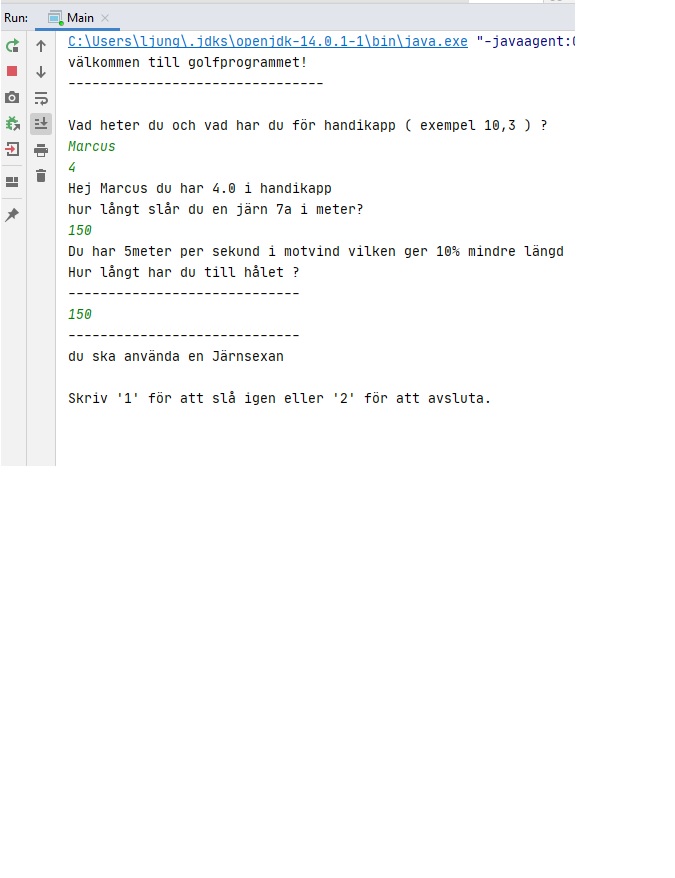 Run: Main
C:\Users\ljung\.jdks\openjdk-14.0.1-1\bin\java.exe "-javaagent:
välkommen till golfprogrammet!
--------------------------------
Vad heter du och vad har du för handikapp ( exempel 10,3 ) ?
Marcus
4
Hej Marcus du har 4.0 i handikapp
hur långt slår du en järn 7a i meter?
150
Du har 5meter per sekund i motvind vilken ger 10% mindre längd
Hur långt har du till hålet ?
-----------------------------
150
-----------------------------
du ska använda en Järnsexan
Skriv '1' för att slå igen eller '2' för att avsluta.